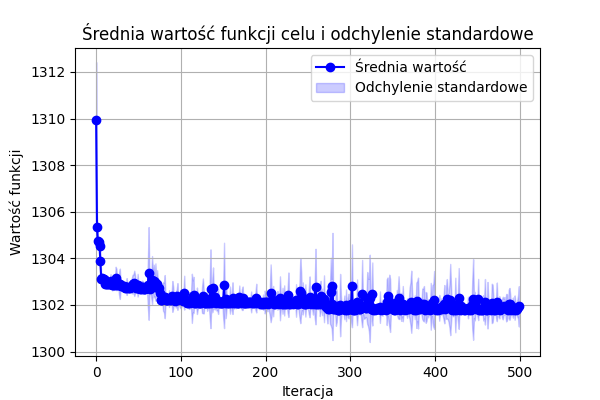 Średnia wartość funkcji celu i odchylenie standardowe
Średnia wartość
Odchylenie standardowe
Wartość funkcji
1312
1310
1308
1306
1304
1302
1300
0 100 200 300 400 500
Iteracja